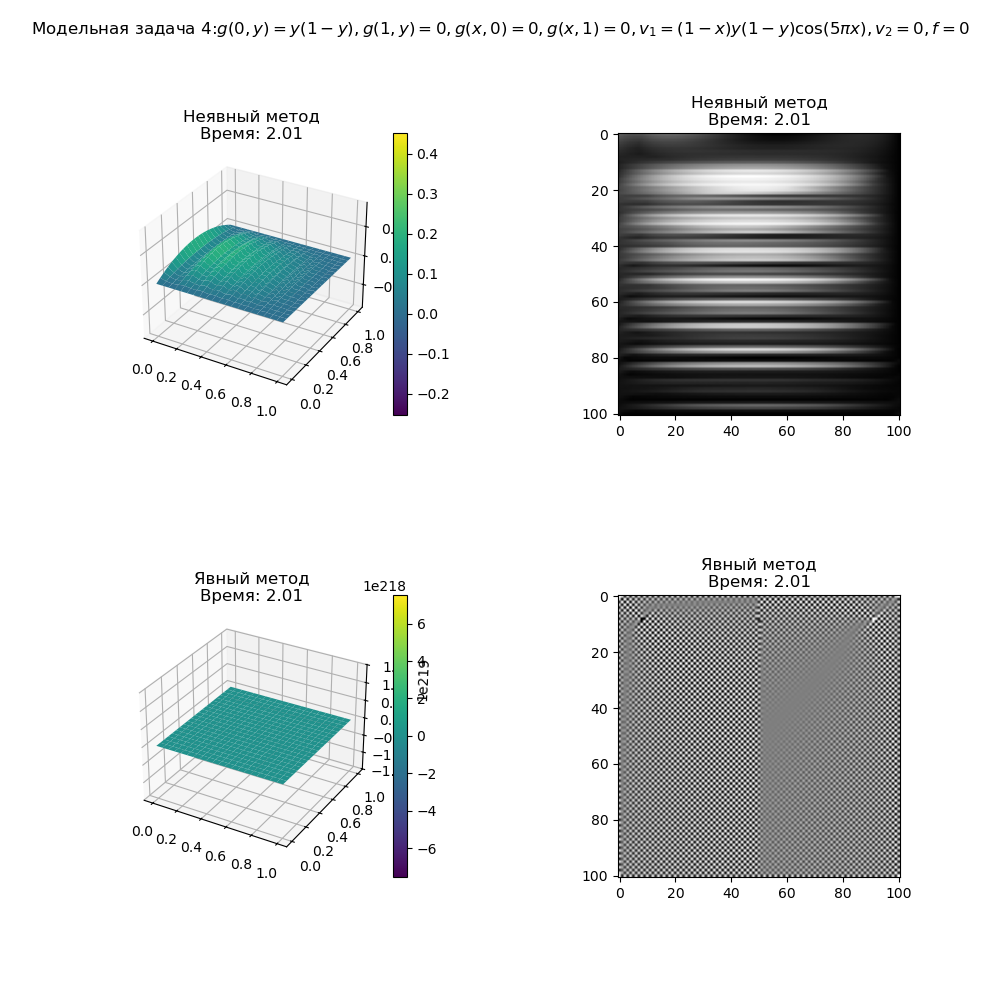 Модельная задача 4:g(0, y) = y(1 − y), g(1, y) = 0, g(x, 0) = 0, g(x, 1) = 0, v₁ = (1 − x)y(1 − y)cos(5πx), v₂ = 0, f = 0
Неявный метод
Время: 2.01
0.4
0.3
0.2
0.1
0.0
−0.1
−0.2
0.0 0.2 0.4 0.6 0.8 1.0
0.0 0.2 0.4 0.6 0.8 1.0
Неявный метод
Время: 2.01
0
20
40
60
80
100
0 20 40 60 80 100
Явный метод
Время: 2.01
1e218
6
4
2
0
−2
−4
−6
1e219
0.0 0.2 0.4 0.6 0.8 1.0
0.0 0.2 0.4 0.6 0.8 1.0
Явный метод
Время: 2.01
0
20
40
60
80
100
0 20 40 60 80 100